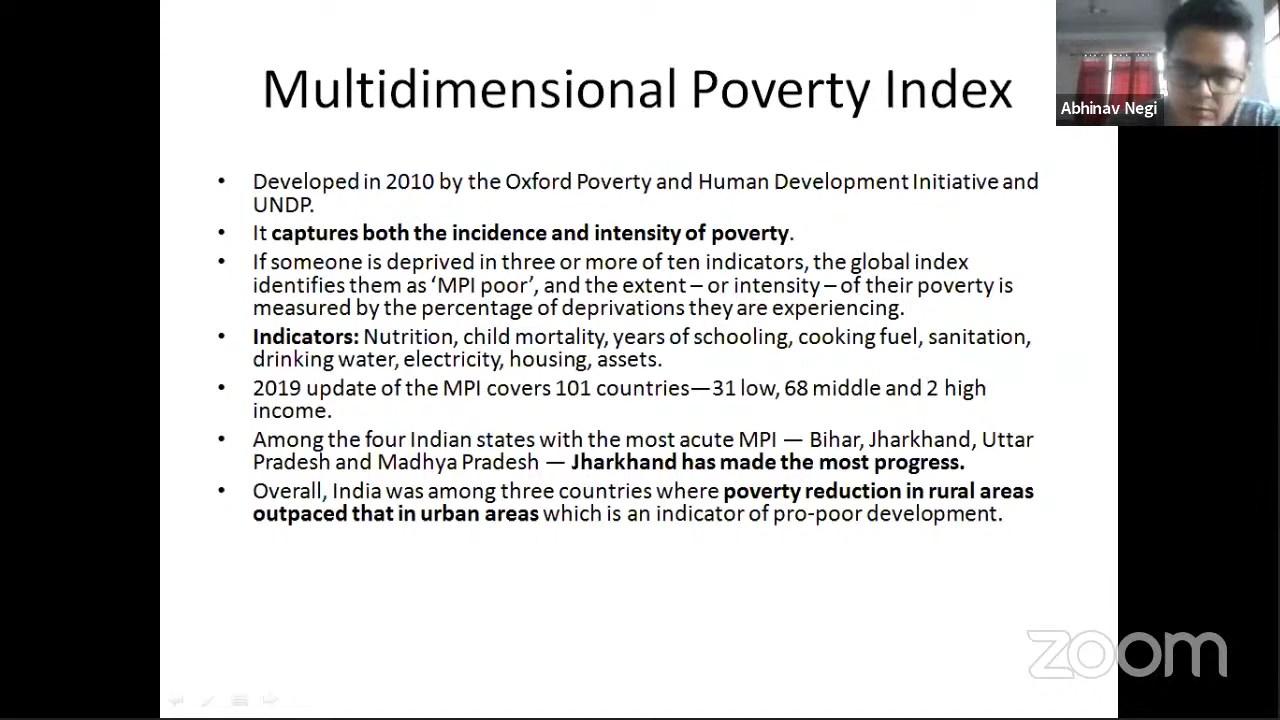 Multidimensional Poverty Index
Abhinav Negi
• Developed in 2010 by the Oxford Poverty and Human Development Initiative and
UNDP.
• It captures both the incidence and intensity of poverty.
• If someone is deprived in three or more of ten indicators, the global index
identifies them as ‘MPI poor’, and the extent – or intensity – of their poverty is
measured by the percentage of deprivations they are experiencing.
• Indicators: Nutrition, child mortality, years of schooling, cooking fuel, sanitation,
drinking water, electricity, housing, assets.
• 2019 update of the MPI covers 101 countries—31 low, 68 middle and 2 high
income.
• Among the four Indian states with the most acute MPI — Bihar, Jharkhand, Uttar
Pradesh and Madhya Pradesh — Jharkhand has made the most progress.
• Overall, India was among three countries where poverty reduction in rural areas
outpaced that in urban areas which is an indicator of pro-poor development.
zoom